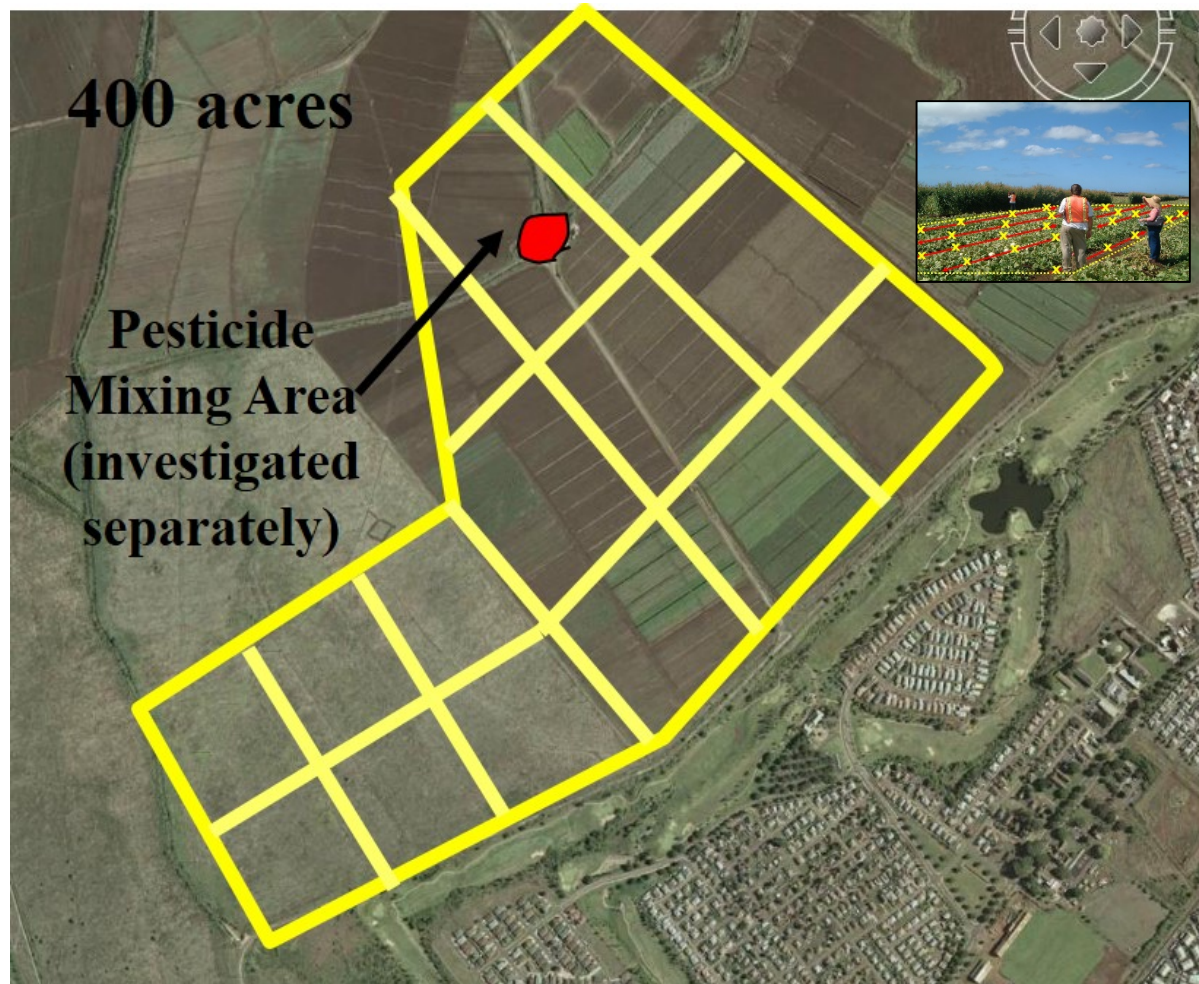 400 acres
Pesticide
Mixing Area
(investigated
separately)